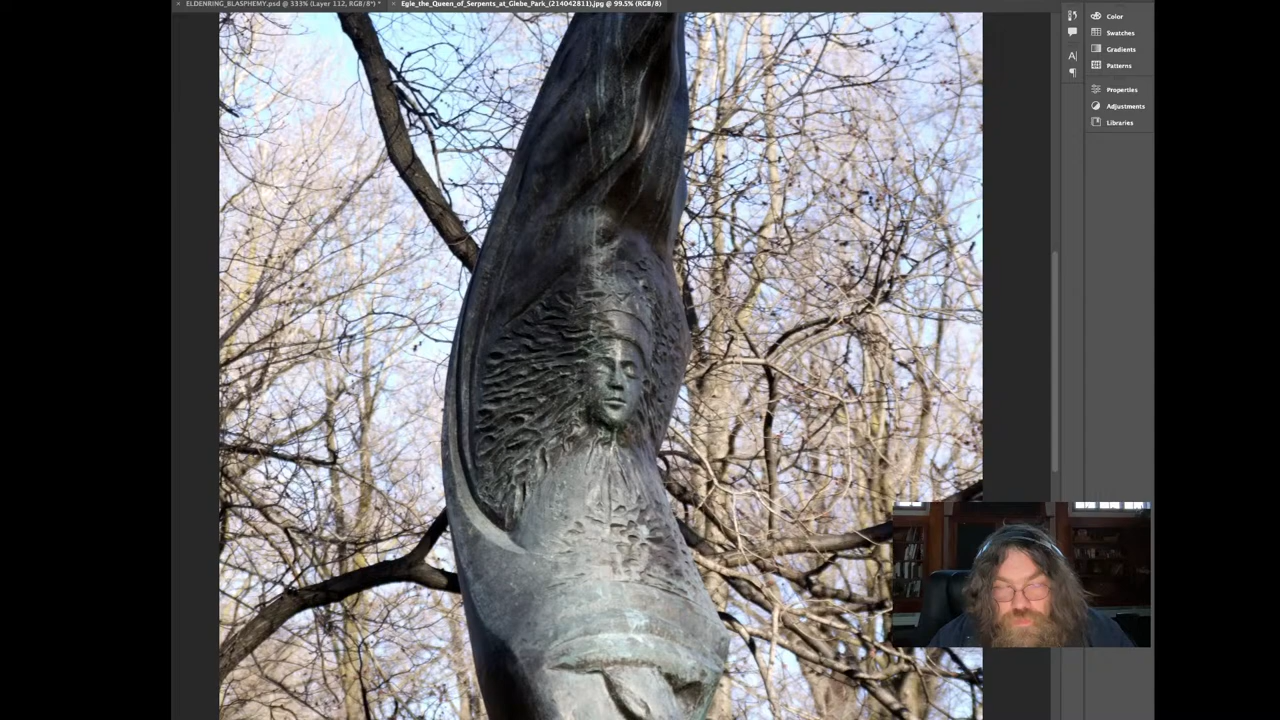 × ELDENRING_BLASPHEMY.psd @ 333% (Layer 112, RGB/8*) * × Egle_the_Queen_of_Serpents_at_Glebe_Park_(214042811).jpg @ 99.5% (RGB/8)
Color
Swatches
Gradients
Patterns
Properties
Adjustments
Libraries